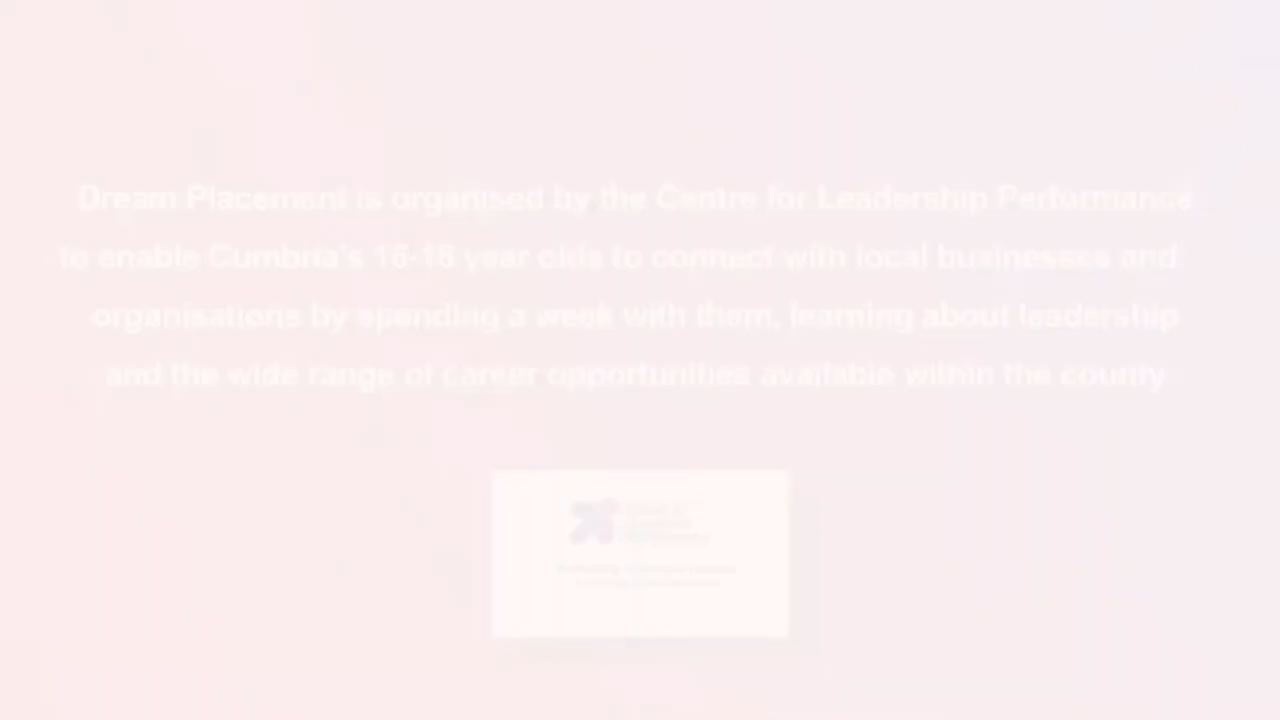 Dream Placement is organised by the Centre for Leadership Performance
to enable Cumbria's 16-18 year olds to connect with local businesses and
organisations by spending a week with them, learning about leadership
and the wide range of career opportunities available within the county